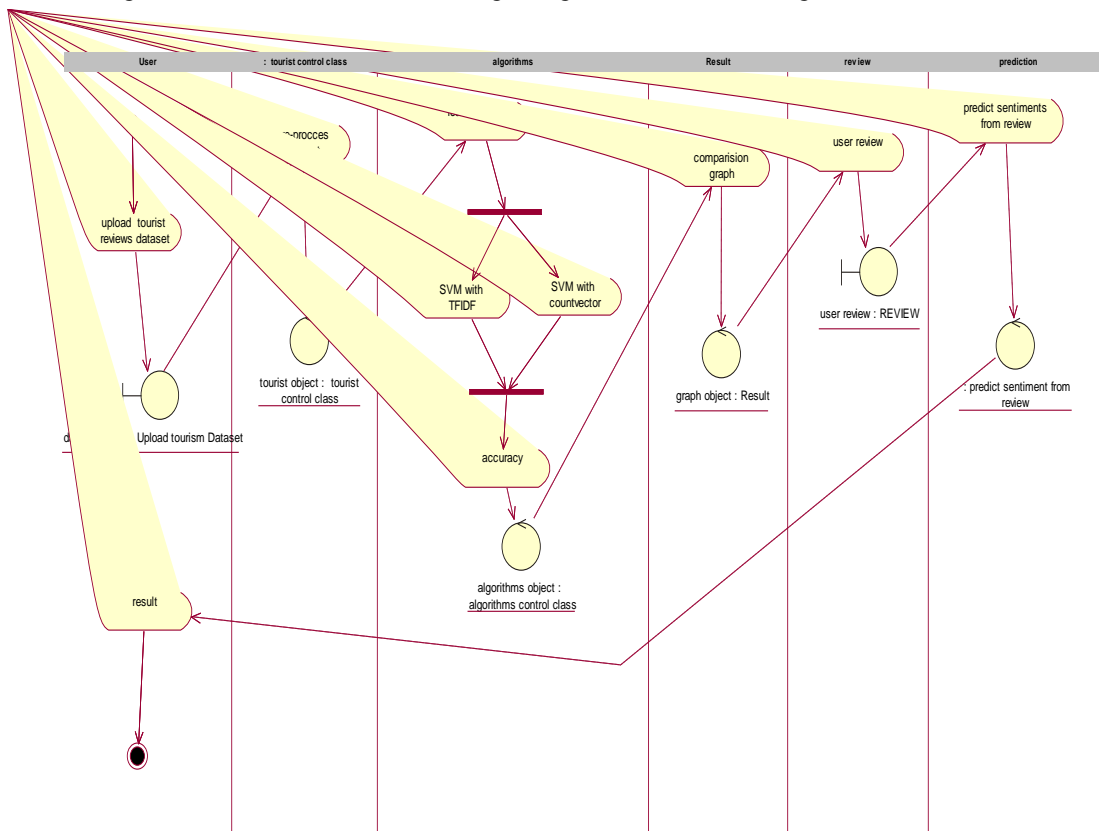 User
: tourist control class
algorithms
Result
review
prediction
predict sentiments
from review
user review
comparision
graph
upload tourist
reviews dataset
SVM with
TFIDF
SVM with
countvector
user review : REVIEW
tourist object : tourist
control class
graph object : Result
: predict sentiment from
review
Upload tourism Dataset
accuracy
algorithms object :
algorithms control class
result